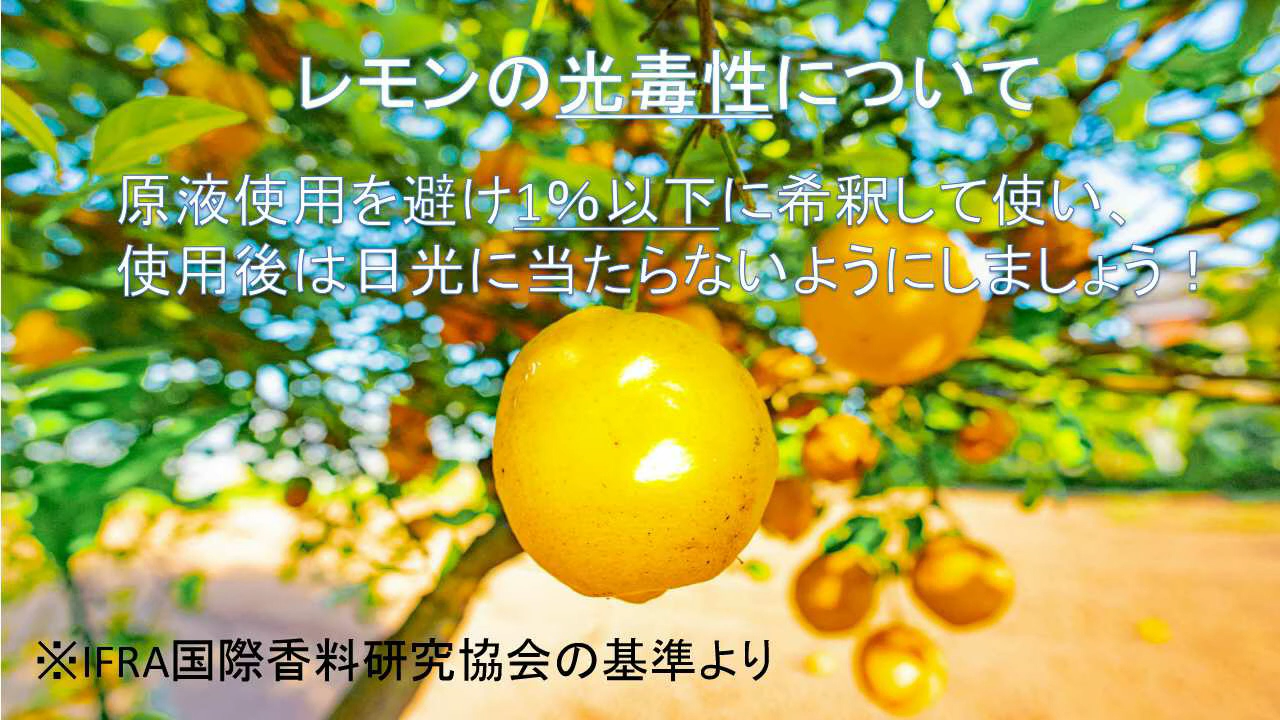 レモンの光毒性について
原液使用を避け1%以下に希釈して使い、
使用後は日光に当たらないようにしましょう！
※IFRA国際香料研究協会の基準より